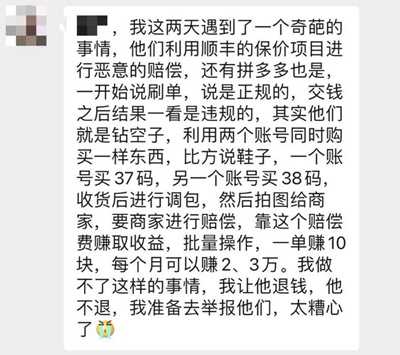 ，我这两天遇到了一个奇葩的
事情，他们利用顺丰的保价项目进
行恶意的赔偿，还有拼多多也是，
一开始说刷单，说是正规的，交钱
之后结果一看是违规的，其实他们
就是钻空子，利用两个账号同时购
买一样东西，比方说鞋子，一个账
号买37码，另一个账号买38码，
收货后进行调包，然后拍图给商
家，要商家进行赔偿，靠这个赔偿
费赚取收益，批量操作，一单赚10
块，每个月可以赚2、3万。我做
不了这样的事情，我让他退钱，他
不退，我准备去举报他们，太糟心
了